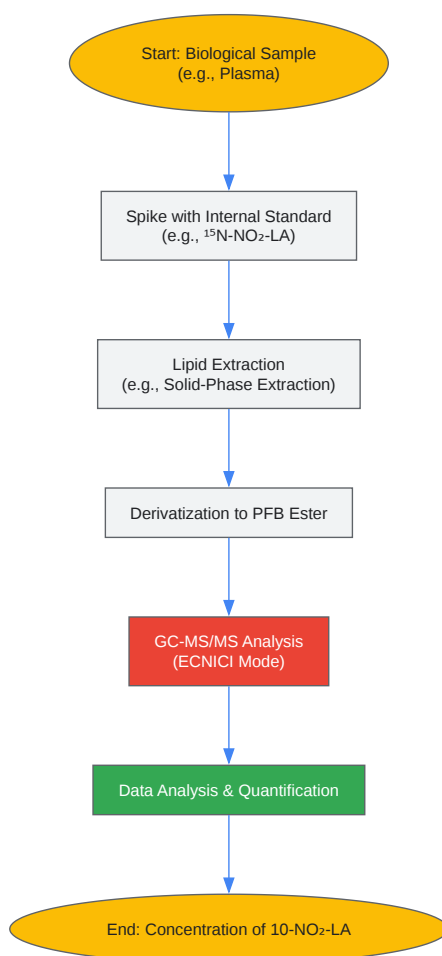 Start: Biological Sample
(e.g., Plasma)
Spike with Internal Standard
(e.g., ¹⁵N-NO₂-LA)
Lipid Extraction
(e.g., Solid-Phase Extraction)
Derivatization to PFB Ester
GC-MS/MS Analysis
(ECNICI Mode)
Data Analysis & Quantification
End: Concentration of 10-NO₂-LA